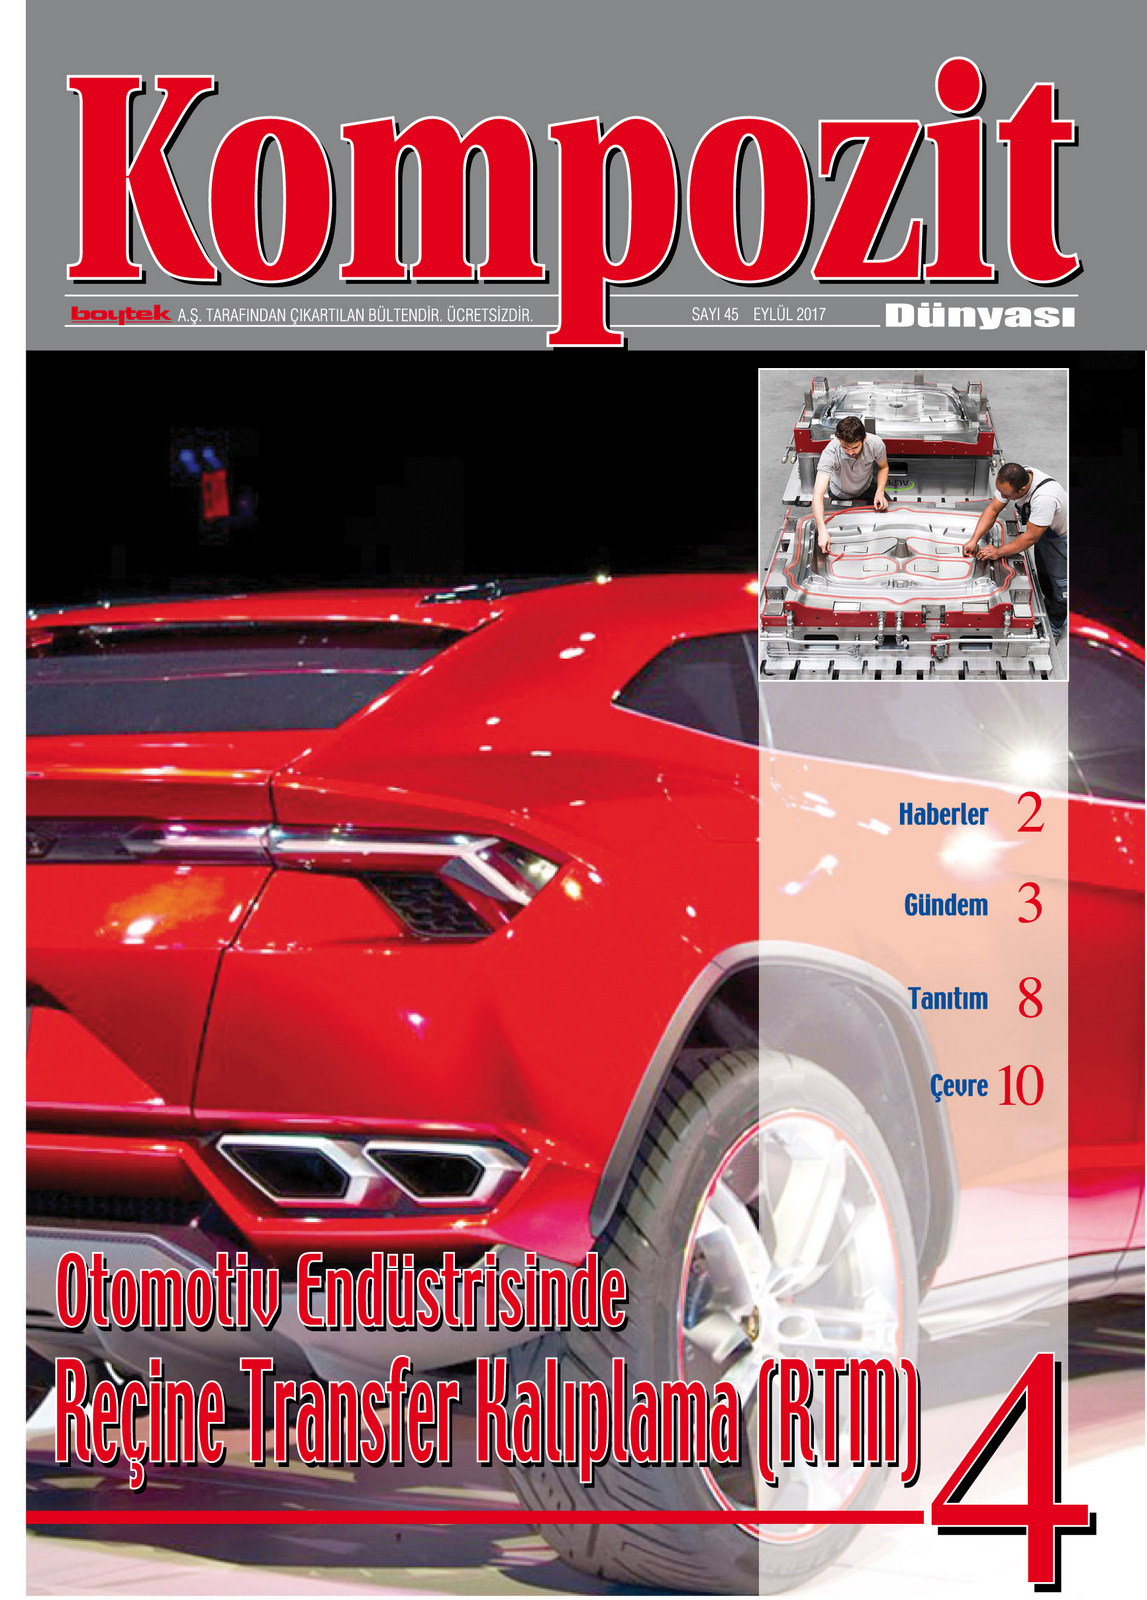 Kompozit
boytek A.Ş. TARAFINDAN ÇIKARTILAN BÜLTENDİR. ÜCRETSİZDİR.
SAYI 45 EYLÜL 2017
Dünyası
Haberler 2
Gündem 3
Tanıtım 8
Çevre 10
Otomotiv Endüstrisinde
Reçine Transfer Kalıplama (RTM) 4